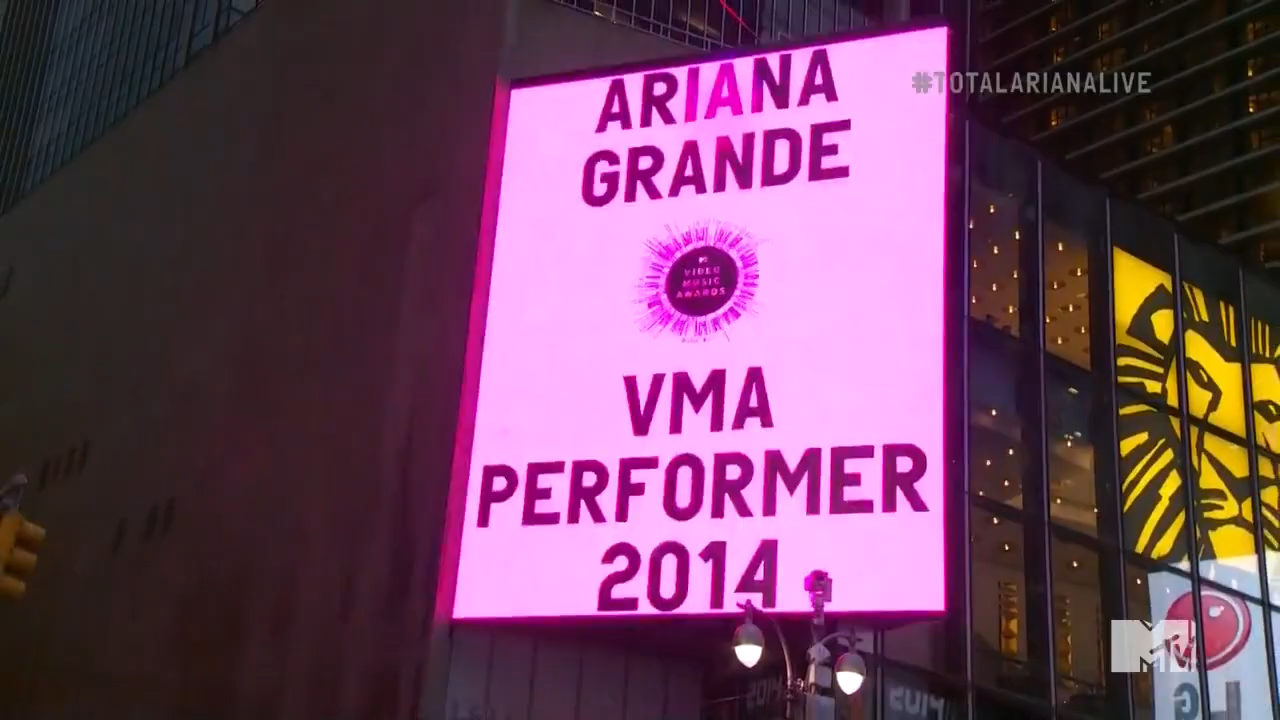 #TOTALARIANALIVE
ARIANA
GRANDE
VIDEO
MUSIC
AWARDS
VMA
PERFORMER
2014
MTV